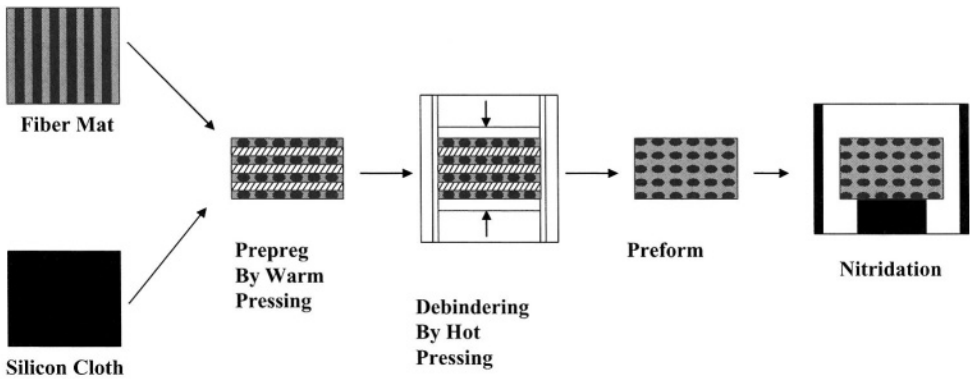 Fiber Mat
Silicon Cloth
Prepreg
By Warm
Pressing
Debindering
By Hot
Pressing
Preform
Nitridation